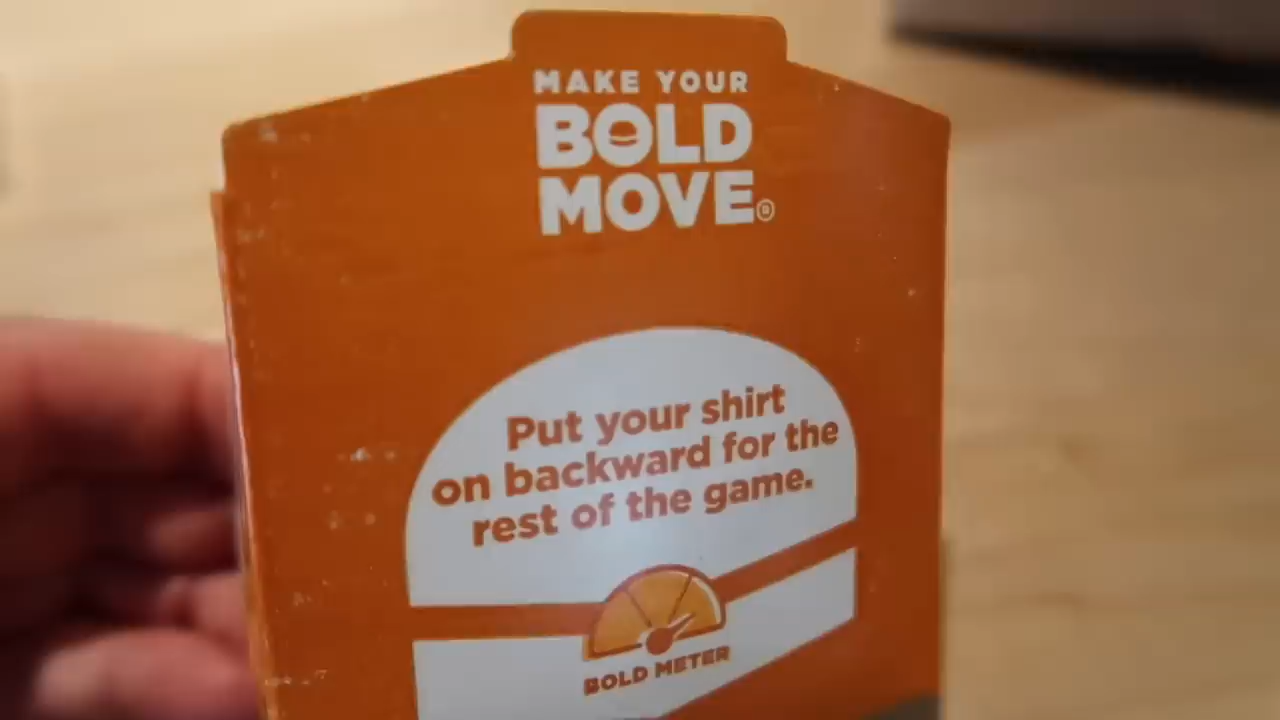 MAKE YOUR
BOLD
MOVE®
Put your shirt
on backward for the
rest of the game.
BOLD METER